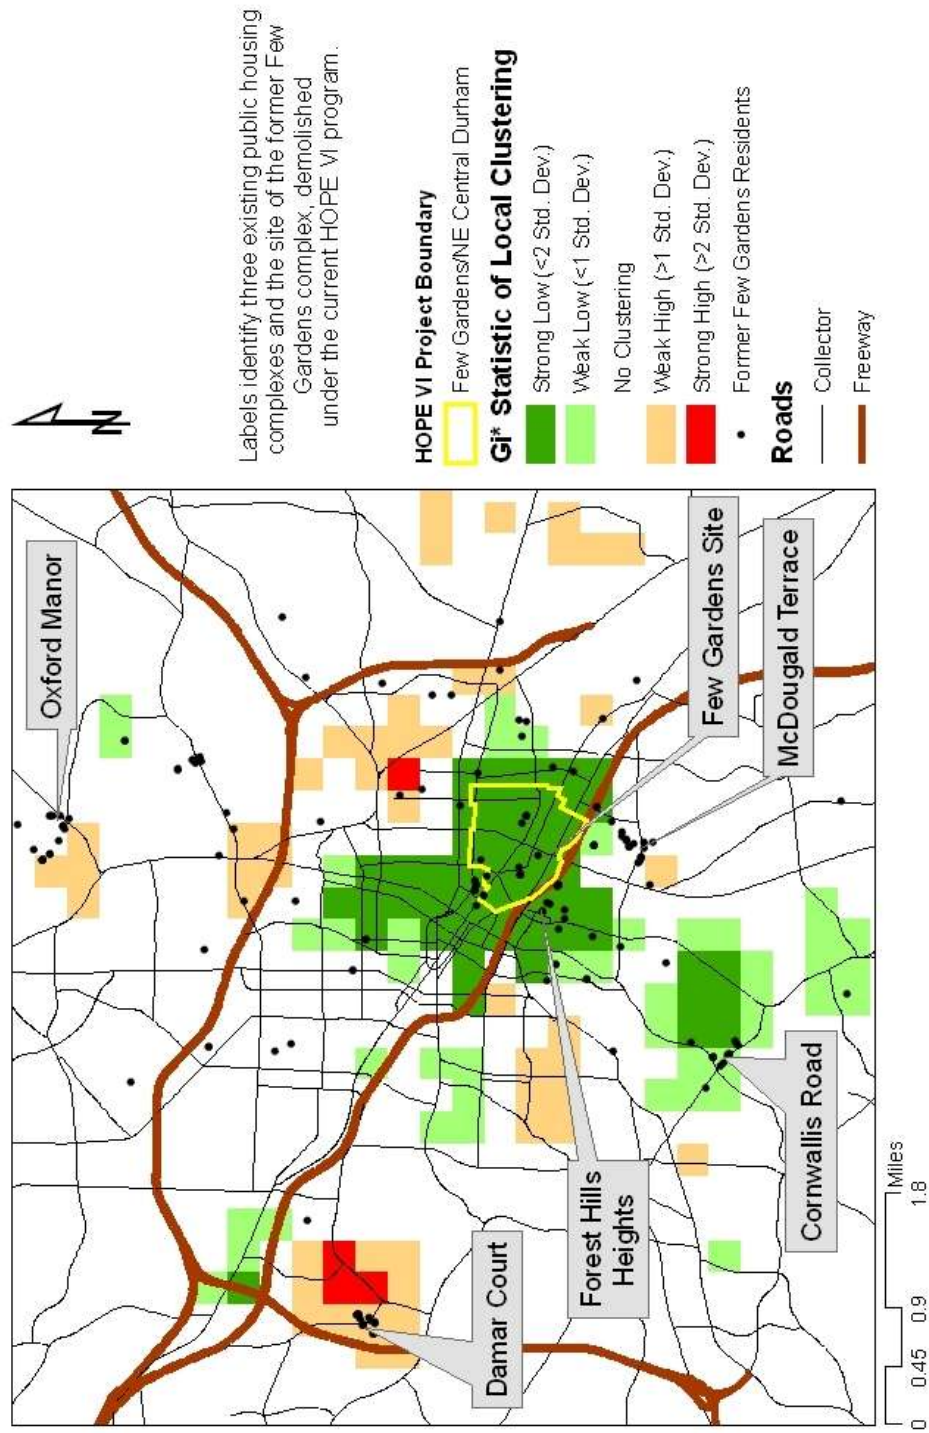 Oxford Manor
Few Gardens Site
McDougald Terrace
Damar Court
Forest Hills
Heights
Cornwallis Road
0 0.45 0.9 1.8
Miles
N
Labels identify three existing public housing
complexes and the site of the former Few
Gardens complex, demolished
under the current HOPE VI program.
HOPE VI Project Boundary
Few Gardens/NE Central Durham
Gi* Statistic of Local Clustering
Strong Low (<2 Std. Dev.)
Weak Low (<1 Std. Dev.)
No Clustering
Weak High (>1 Std. Dev.)
Strong High (>2 Std. Dev.)
Former Few Gardens Residents
Roads
Collector
Freeway